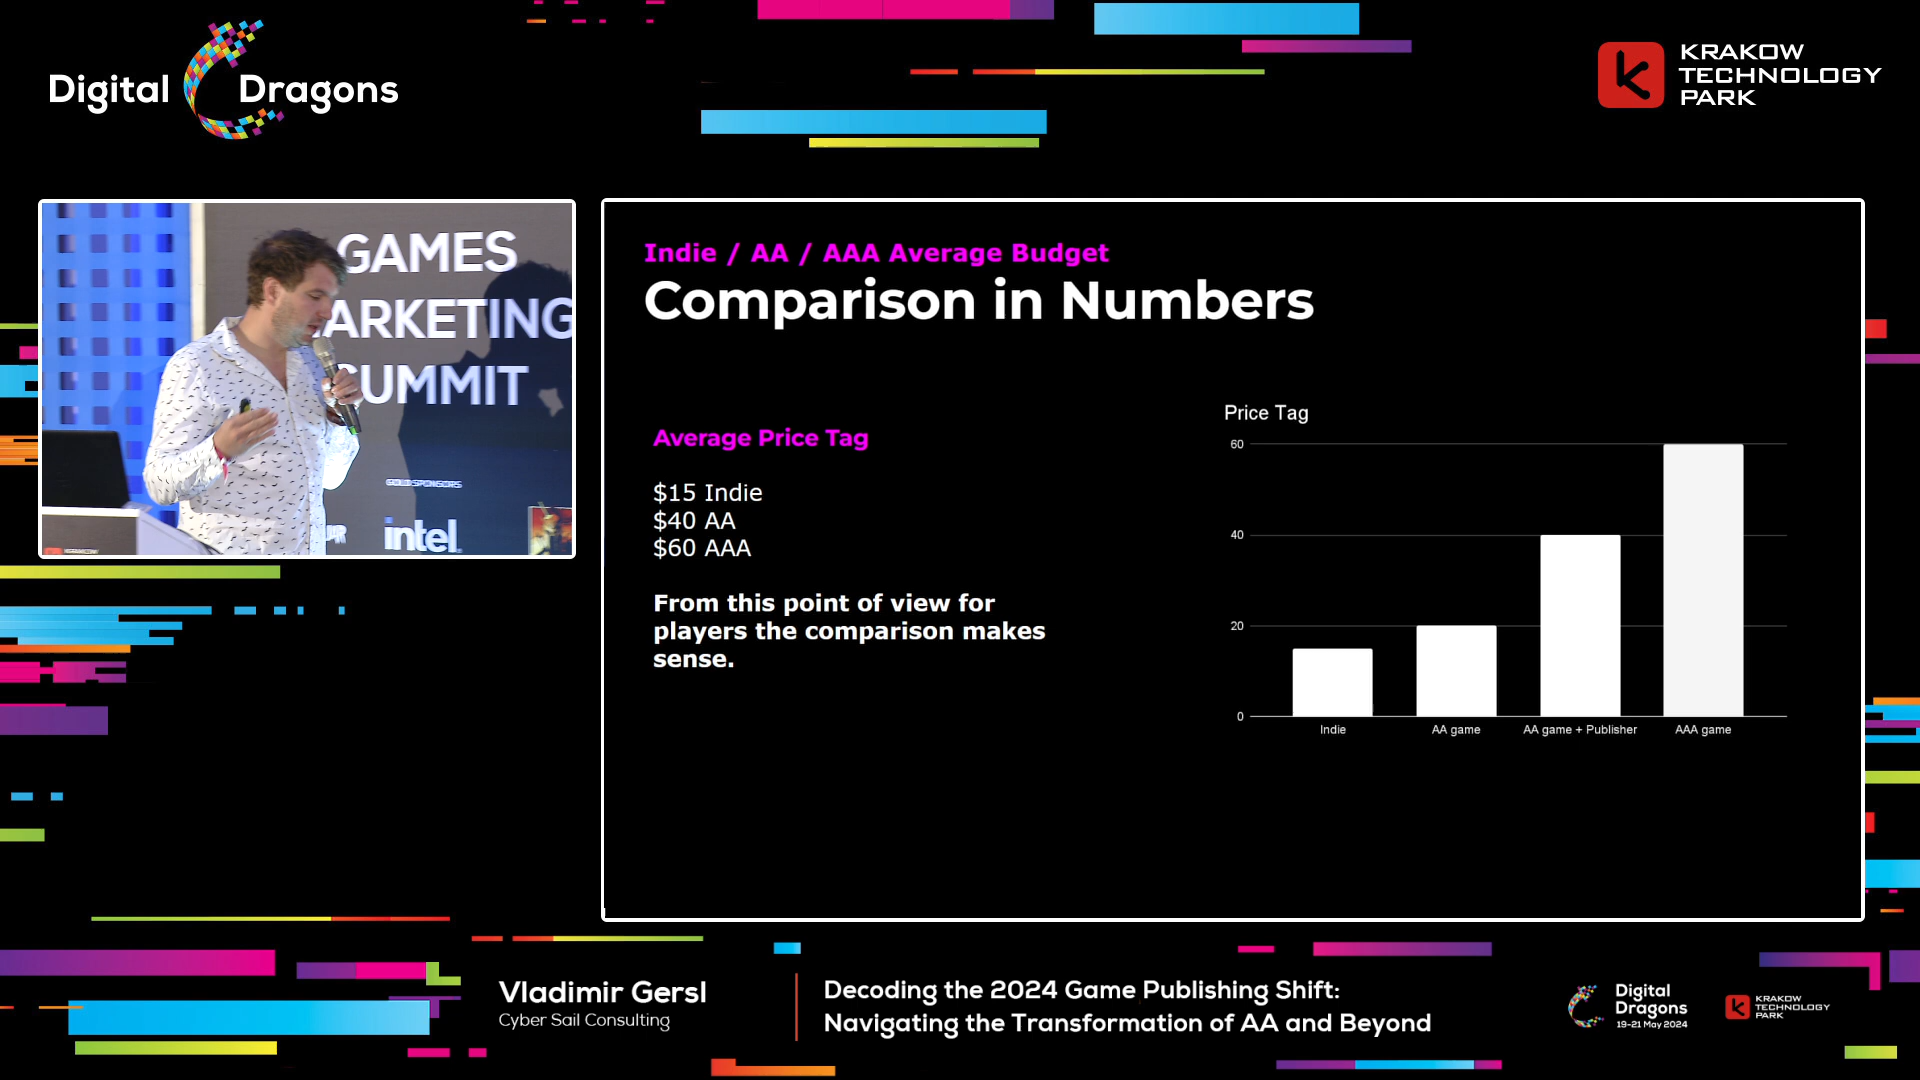 Digital Dragons
KRAKOW
TECHNOLOGY
PARK
GAMES
ARKETING
SUMMIT
GOLD SPONSORS
intel
Indie / AA / AAA Average Budget
Comparison in Numbers
Average Price Tag
$15 Indie
$40 AA
$60 AAA
From this point of view for
players the comparison makes
sense.
Price Tag
60
40
20
0
Indie
AA game
AA game + Publisher
AAA game
Vladimir Gersl
Cyber Sail Consulting
Decoding the 2024 Game Publishing Shift:
Navigating the Transformation of AA and Beyond
Digital
Dragons
19-21 May 2024
KRAKOW
TECHNOLOGY
PARK